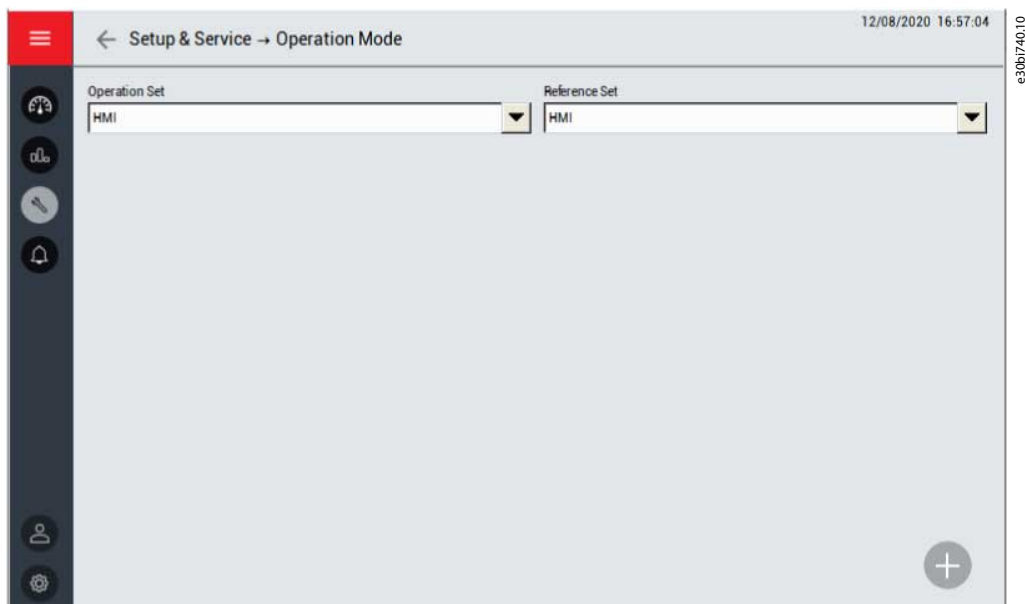 12/08/2020 16:57:04
← Setup & Service → Operation Mode
Operation Set
Reference Set
HMI
HMI
e30bi740.10